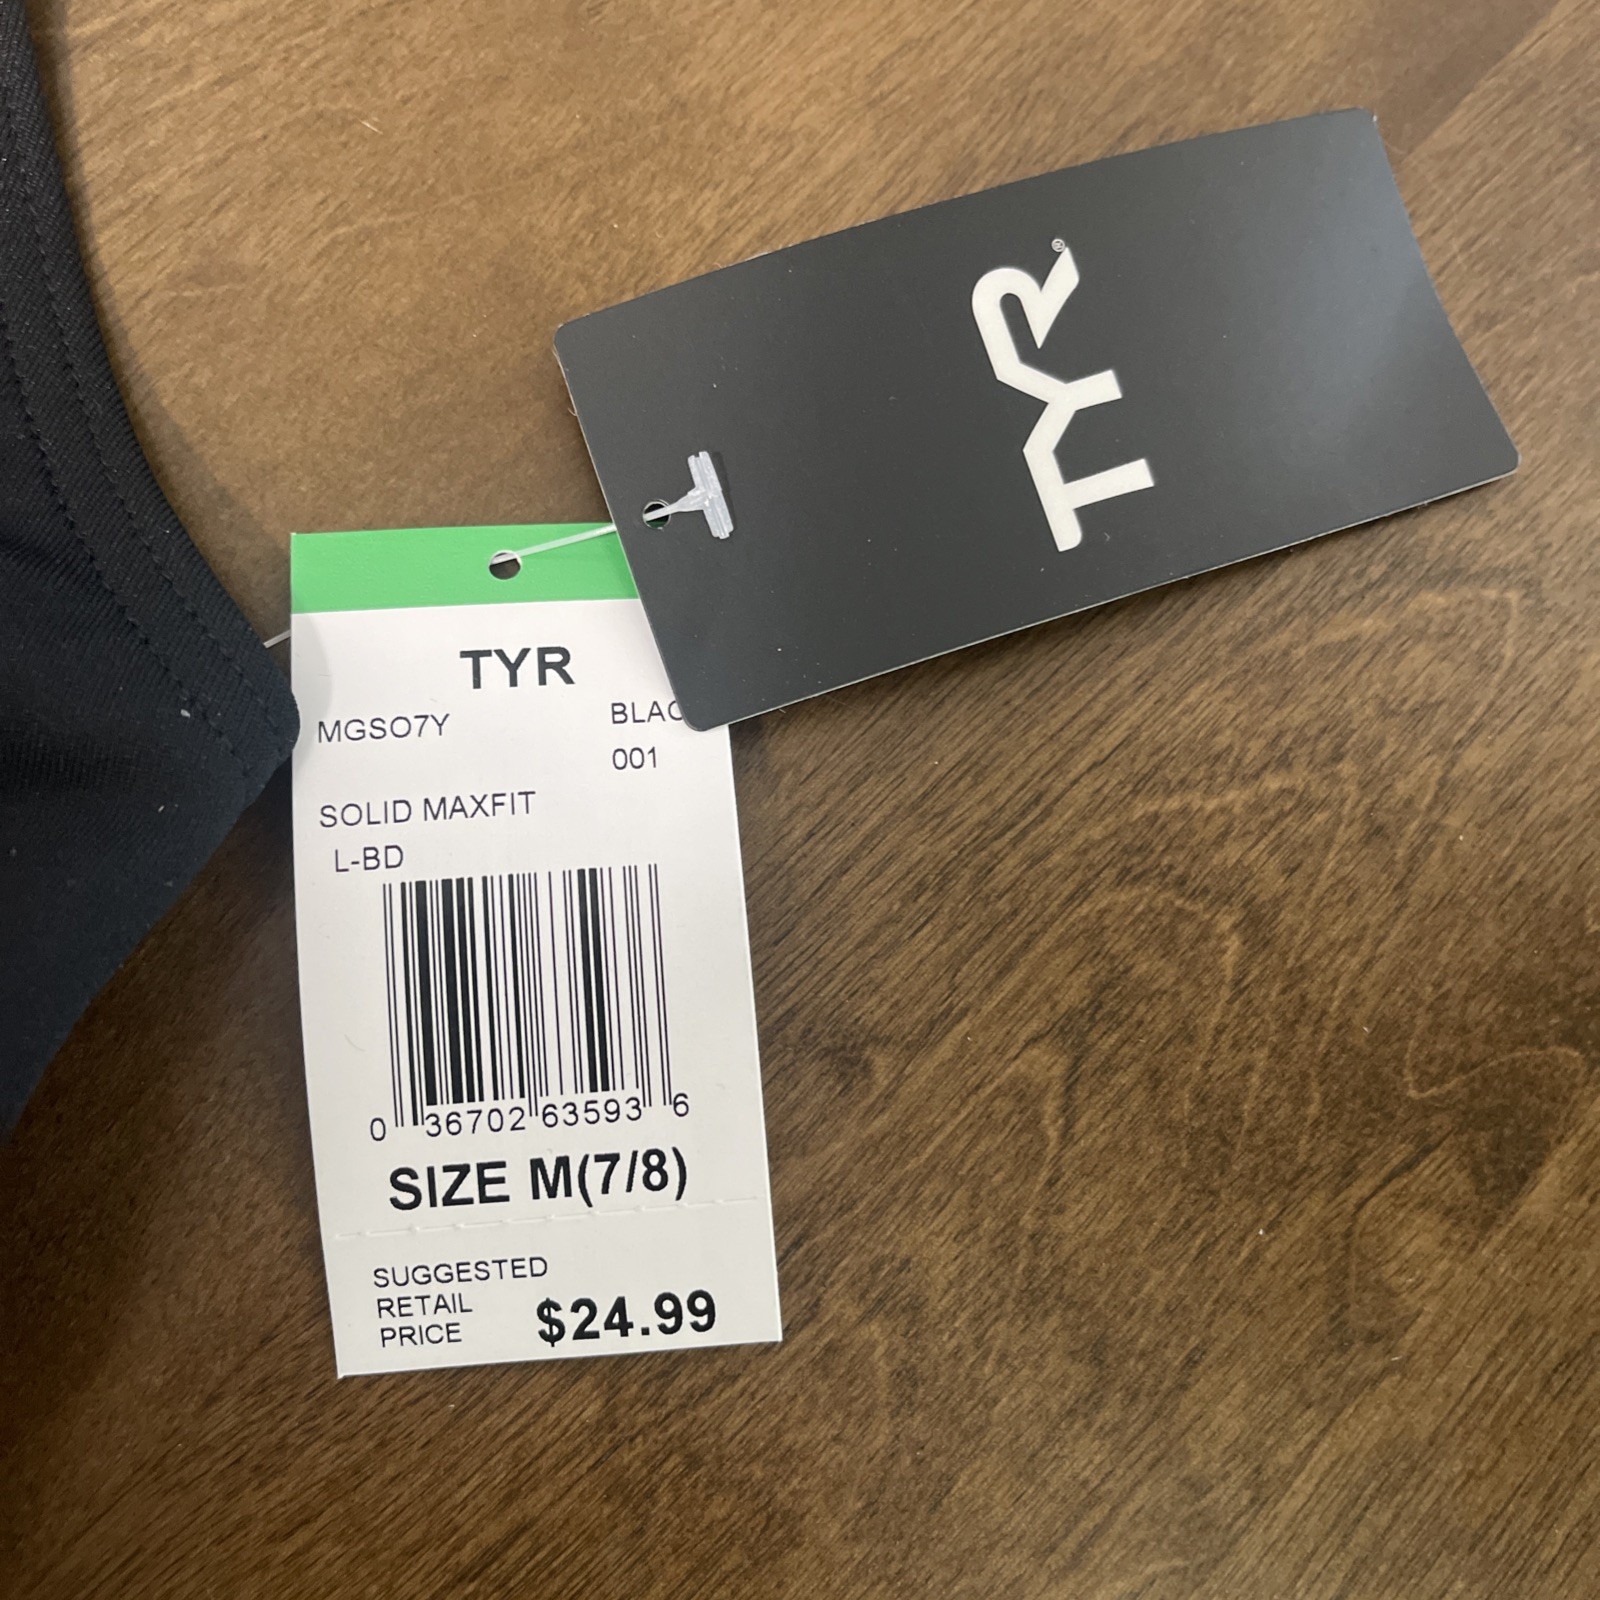 TYR®
TYR
MGSO7Y
BLAC
001
SOLID MAXFIT
L-BD
0 36702 63593 6
SIZE M(7/8)
SUGGESTED
RETAIL
PRICE
$24.99